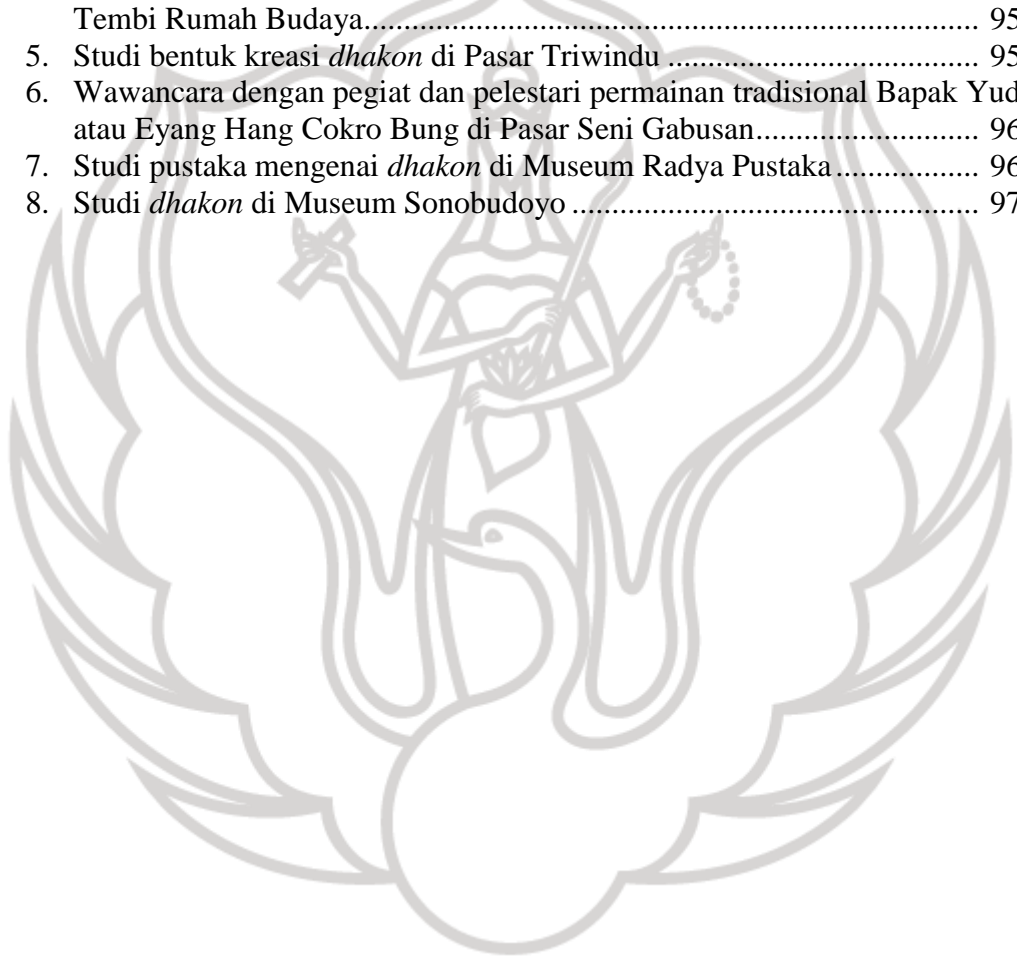 Tembi Rumah Budaya.................................................................................... 95
5. Studi bentuk kreasi dhakon di Pasar Triwindu ........................................ 95
6. Wawancara dengan pegiat dan pelestari permainan tradisional Bapak Yud
atau Eyang Hang Cokro Bung di Pasar Seni Gabusan............................. 96
7. Studi pustaka mengenai dhakon di Museum Radya Pustaka.................. 96
8. Studi dhakon di Museum Sonobudoyo .................................................... 97